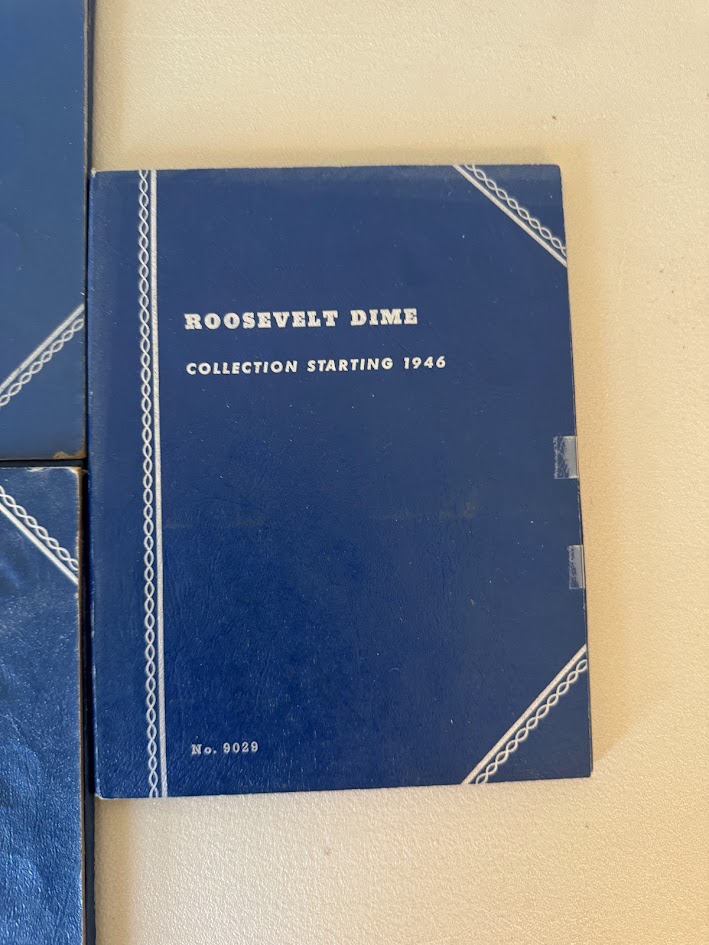 ROOSEVELT DIME
COLLECTION STARTING 1946
No. 9029